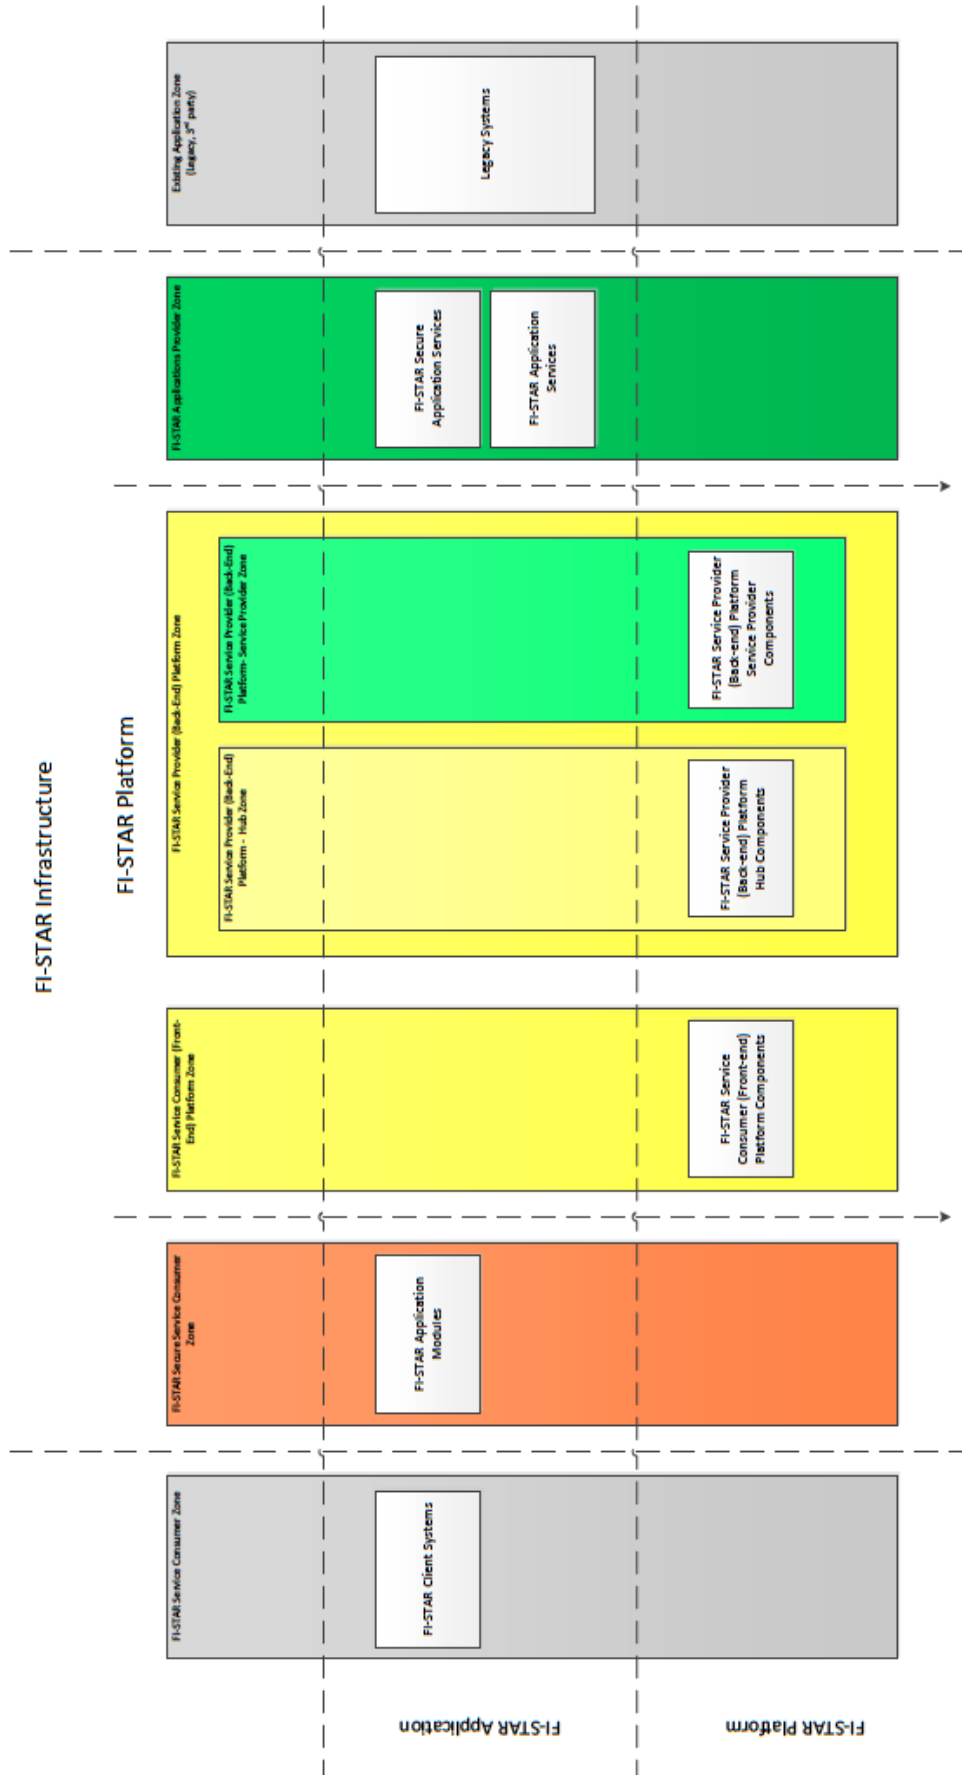 FI-STAR Infrastructure
FI-STAR Platform
FI-STAR Service Consumer Zone
FI-STAR Secure Service Consumer
Zone
FI-STAR Service Consumer (Front-
End) Platform Zone
FI-STAR Service Provider (Back-End) Platform Zone
FI-STAR Service Provider (Back-End)
Platform - Hub Zone
FI-STAR Service Provider (Back-End)
Platform- Service Provider Zone
FI-STAR Applications Provider Zone
Existing Application Zone
(Legacy, 3rd party)
FI-STAR Application
FI-STAR Client Systems
FI-STAR Application
Modules
FI-STAR Secure
Application Services
FI-STAR Application
Services
Legacy Systems
FI-STAR Platform
FI-STAR Service
Consumer (Front-end)
Platform Components
FI-STAR Service Provider
(Back-end) Platform
Hub Components
FI-STAR Service Provider
(Back-end) Platform
Service Provider
Components